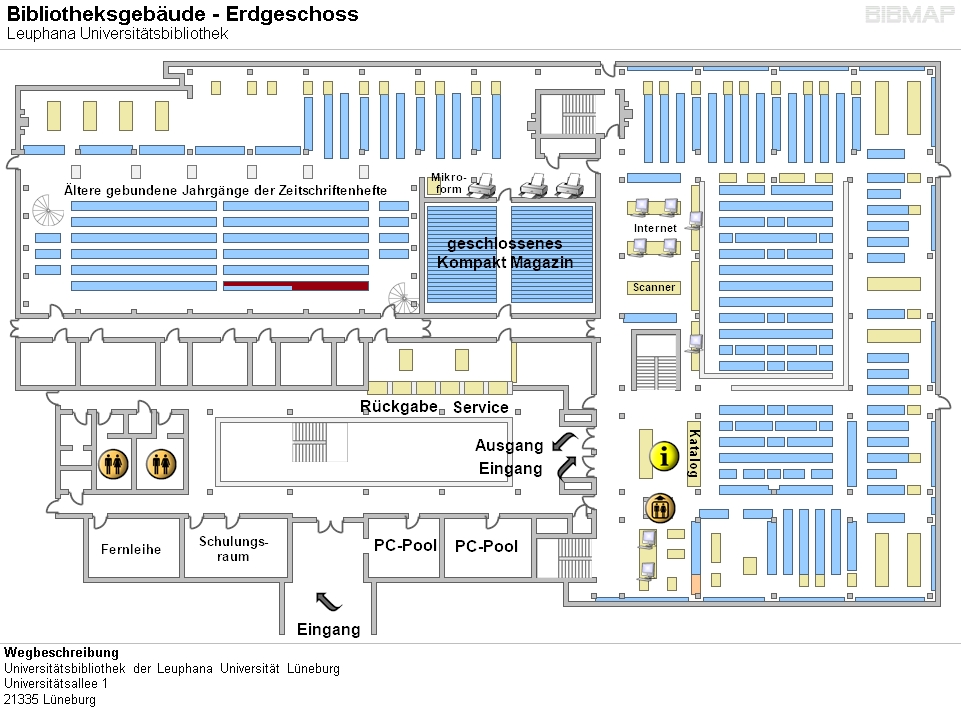 Bibliotheksgebäude - Erdgeschoss
BIBMAP
Leuphana Universitätsbibliothek
Mikro-
form
Ältere gebundene Jahrgänge der Zeitschriftenhefte
Internet
geschlossenes
Kompakt Magazin
Scanner
Rückgabe
Service
Ausgang
Eingang
Katalog
i
Fernleihe
Schulungs-
raum
PC-Pool
PC-Pool
Eingang
Wegbeschreibung
Universitätsbibliothek der Leuphana Universität Lüneburg
Universitätsallee 1
21335 Lüneburg